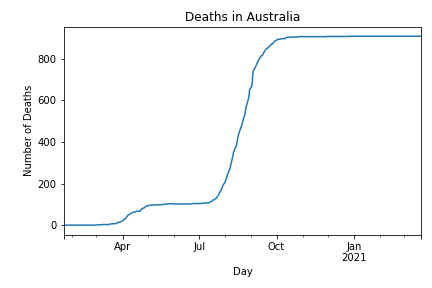 Deaths in Australia
Number of Deaths
800
600
400
200
0
Apr
Jul
Oct
Jan
2021
Day